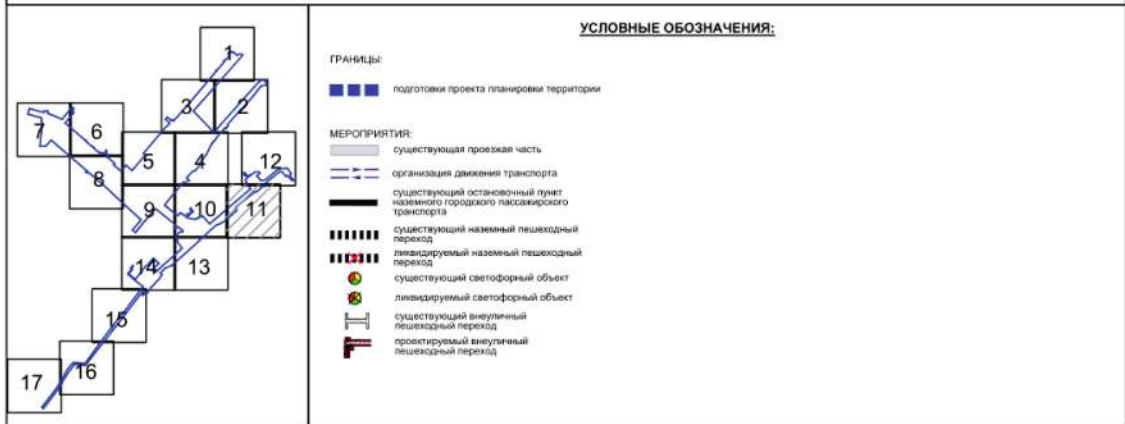 УСЛОВНЫЕ ОБОЗНАЧЕНИЯ:
ГРАНИЦЫ:
подготовки проекта планировки территории
МЕРОПРИЯТИЯ:
существующая проезжая часть
организация движения транспорта
существующий остановочный пункт
наземного городского пассажирского
транспорта
существующий наземный пешеходный
переход
ликвидируемый наземный пешеходный
переход
существующий светофорный объект
ликвидируемый светофорный объект
существующий внеуличный
пешеходный переход
проектируемый внеуличный
пешеходный переход
1
3 2
7 6
5 4 12
8
9 10 11
14 13
15
16
17